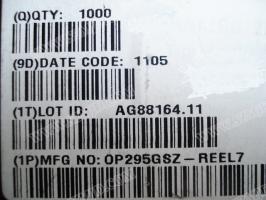 (Q)QTY: 1000
(9D)DATE CODE: 1105
(1T)LOT ID: AG88164.11
(1P)MFG NO: OP295GSZ-REEL7